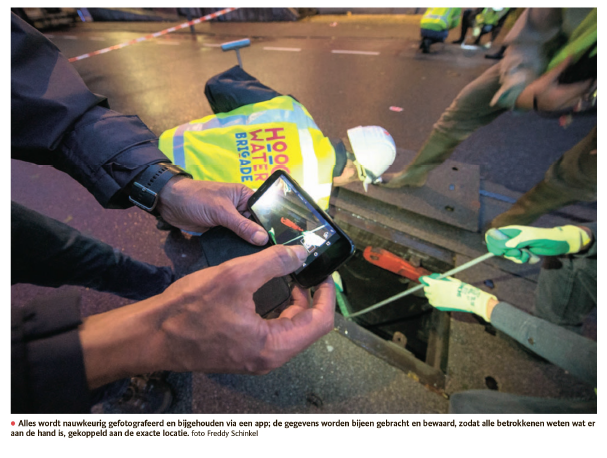 HOOG
WATER
BRIGADE
Alles wordt nauwkeurig gefotografeerd en bijgehouden via een app; de gegevens worden bijeen gebracht en bewaard, zodat alle betrokkenen weten wat er
aan de hand is, gekoppeld aan de exacte locatie. foto Freddy Schinkel